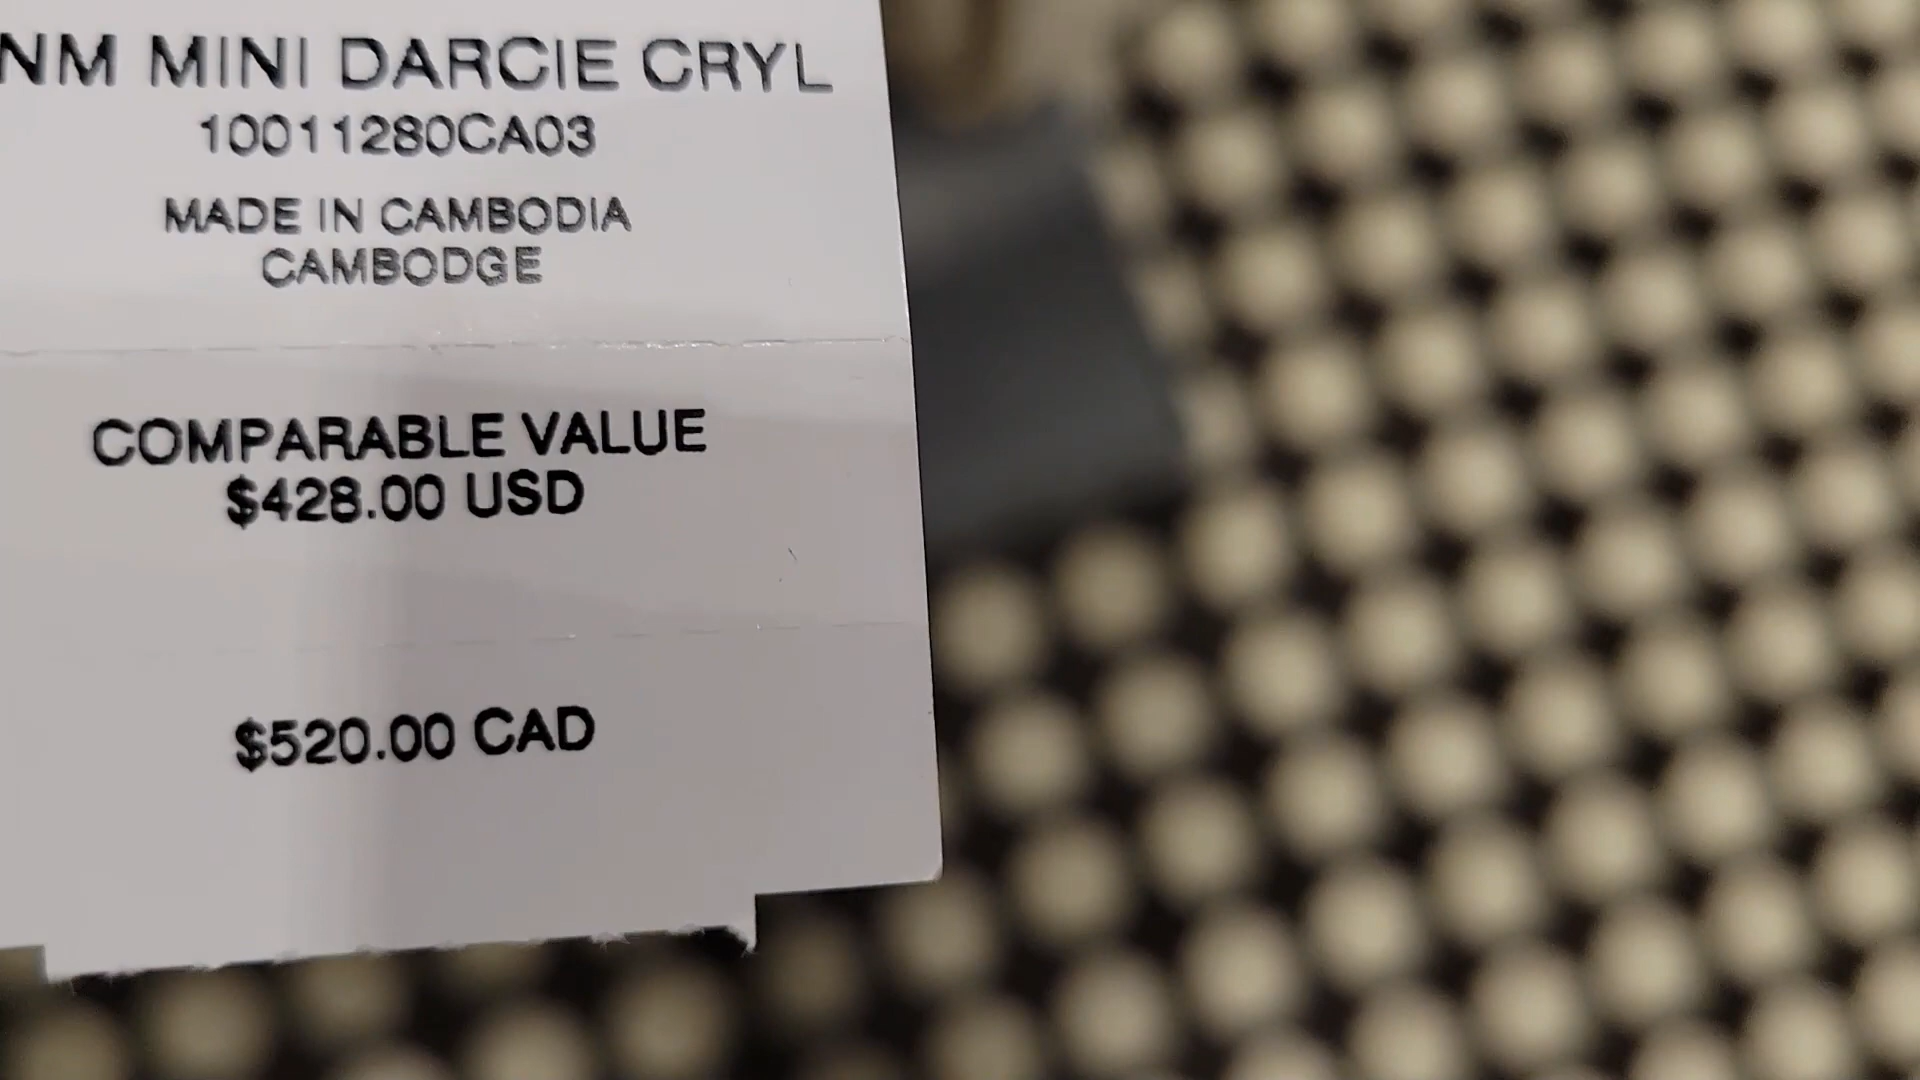 NM MINI DARCIE CRYL
10011280CA03
MADE IN CAMBODIA
CAMBODGE
COMPARABLE VALUE
$428.00 USD
$520.00 CAD